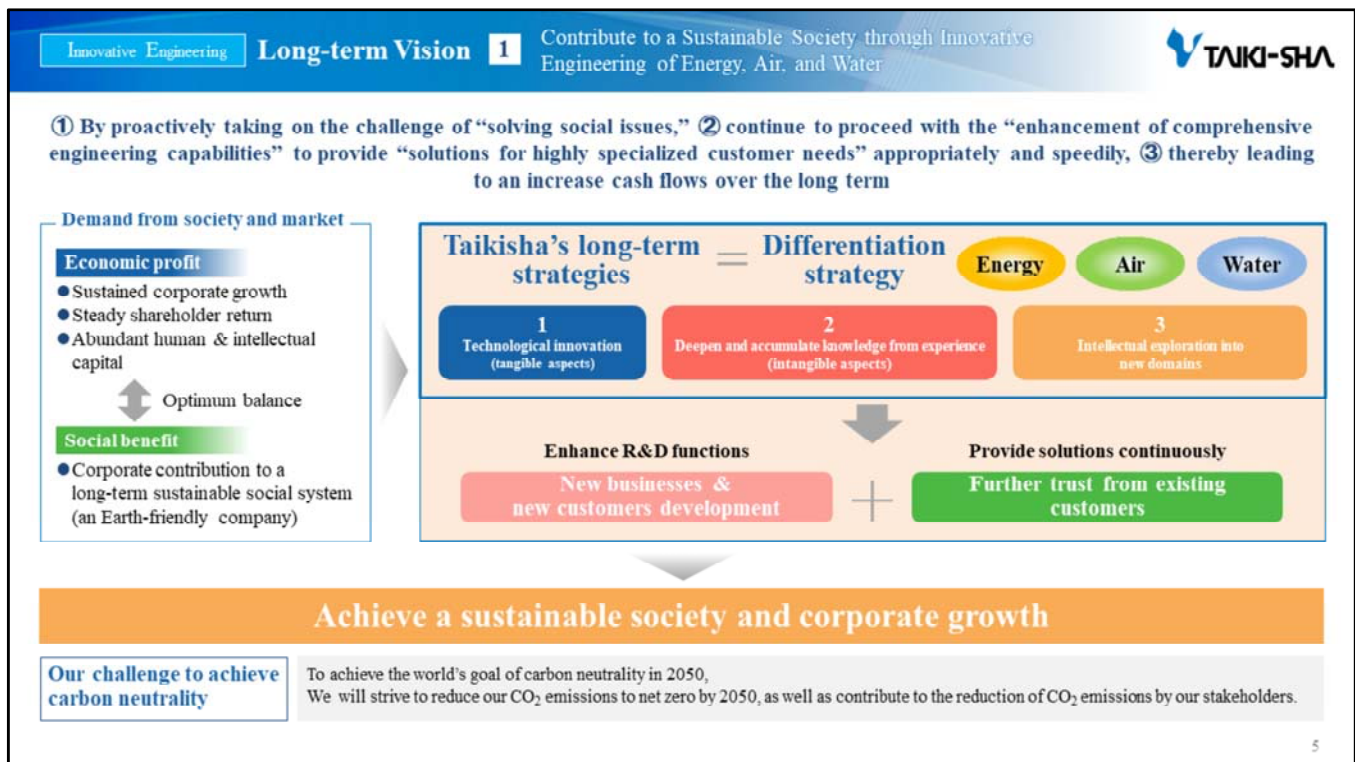 Innovative Engineering
Long-term Vision 1
Contribute to a Sustainable Society through Innovative
Engineering of Energy, Air, and Water
TAIKI-SHA
① By proactively taking on the challenge of “solving social issues,” ② continue to proceed with the “enhancement of comprehensive
engineering capabilities” to provide “solutions for highly specialized customer needs” appropriately and speedily, ③ thereby leading
to an increase cash flows over the long term
Demand from society and market
Economic profit
●Sustained corporate growth
●Steady shareholder return
●Abundant human & intellectual
capital
Optimum balance
Social benefit
●Corporate contribution to a
long-term sustainable social system
(an Earth-friendly company)
Taikisha’s long-term
strategies
=
Differentiation
strategy
Energy
Air
Water
1
Technological innovation
(tangible aspects)
2
Deepen and accumulate knowledge from experience
(intangible aspects)
3
Intellectual exploration into
new domains
Enhance R&D functions
New businesses &
new customers development
+
Provide solutions continuously
Further trust from existing
customers
Achieve a sustainable society and corporate growth
Our challenge to achieve
carbon neutrality
To achieve the world’s goal of carbon neutrality in 2050,
We will strive to reduce our CO₂ emissions to net zero by 2050, as well as contribute to the reduction of CO₂ emissions by our stakeholders.
5